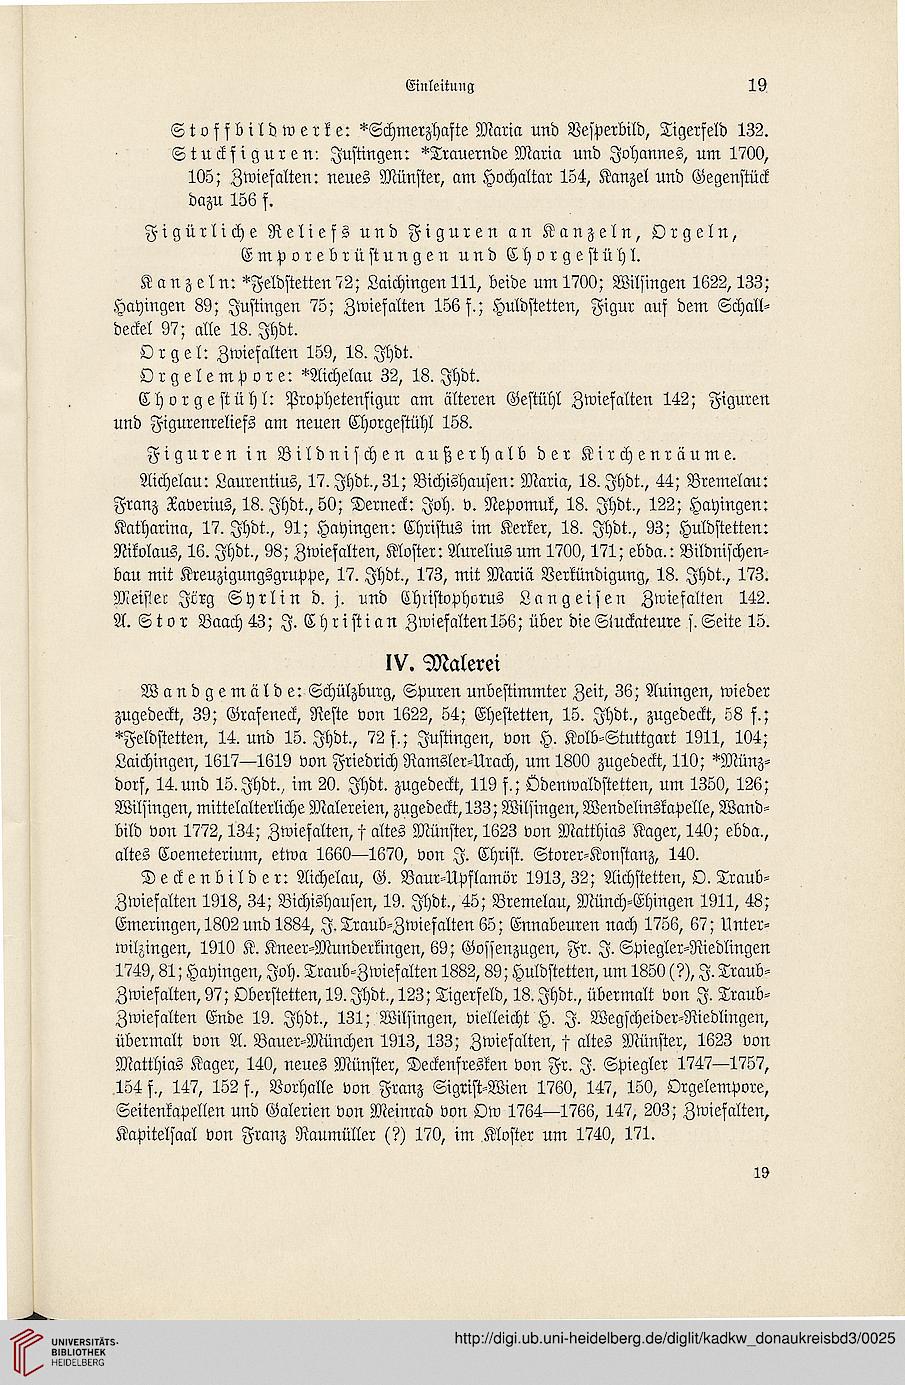 Einleitung 19
Stoffbildwerke: *Schmerzhafte Maria und Vesperbild, Tigerfeld 132.
Stuckfiguren: Justingen: *Trauernde Maria und Johannes, um 1700,
105; Zwiefalten: neues Münster, am Hochaltar 154, Kanzel und Gegenstück
dazu 156 f.
Figürliche Reliefs und Figuren an Kanzeln, Orgeln,
Emporebrüstungen und Chorgestühl.
Kanzeln: *Feldstetten 72; Laichingen 111, beide um 1700; Wilsingen 1622, 133;
Hayingen 89; Justingen 75; Zwiefalten 156 f.; Huldstetten, Figur auf dem Schall-
deckel 97; alle 18. Jhdt.
Orgel: Zwiefalten 159, 18. Jhdt.
Orgelempore: *Aichelau 32, 18. Jhdt.
Chorgestühl: Prophetenfigur am älteren Gestühl Zwiefalten 142; Figuren
und Figurenreliefs am neuen Chorgestühl 158.
Figuren in Bildnischen außerhalb der Kirchenräume.
Aichelau: Laurentius, 17. Jhdt., 31; Bichishausen: Maria, 18. Jhdt., 44; Bremelau:
Franz Xaverius, 18. Jhdt., 50; Derneck: Joh. v. Nepomuk, 18. Jhdt., 122; Hayingen:
Katharina, 17. Jhdt., 91; Hayingen: Christus im Kerker, 18. Jhdt., 93; Huldstetten:
Nikolaus, 16. Jhdt., 98; Zwiefalten, Kloster: Aurelius um 1700, 171; ebda.: Bildnischen-
bau mit Kreuzigungsgruppe, 17. Jhdt., 173, mit Mariä Verkündigung, 18. Jhdt., 173.
Meister Jörg Syrlin d. j. und Christophorus Langeisen Zwiefalten 142.
A. Stor Baach 43; J. Christian Zwiefalten 156; über die Stuckateure s. Seite 15.
IV. Malerei
Wandgemälde: Schülzburg, Spuren unbestimmter Zeit, 36; Auingen, wieder
zugedeckt, 39; Grafeneck, Reste von 1622, 54; Ehestetten, 15. Jhdt., zugedeckt, 58 f.;
*Feldstetten, 14. und 15. Jhdt., 72 f.; Justingen, von H. Kolb-Stuttgart 1911, 104;
Laichingen, 1617—1619 von Friedrich Ramsler-Urach, um 1800 zugedeckt, 110; *Münz-
dorf, 14. und 15. Jhdt., im 20. Jhdt. zugedeckt, 119 f.; Ödenwaldstetten, um 1350, 126;
Wilsingen, mittelalterliche Malereien, zugedeckt, 133; Wilsingen, Wendelinskapelle, Wand-
bild von 1772, 134; Zwiefalten, † altes Münster, 1623 von Matthias Kager, 140; ebda.,
altes Coemeterium, etwa 1660—1670, von J. Christ. Storer-Konstanz, 140.
Deckenbilder: Aichelau, G. Baur-Upflamör 1913, 32; Aichstetten, O. Traub-
Zwiefalten 1918, 34; Bichishausen, 19. Jhdt., 45; Bremelau, Münch-Ehingen 1911, 48;
Emeringen, 1802 und 1884, J. Traub-Zwiefalten 65; Ennabeuren nach 1756, 67; Unter-
wilzingen, 1910 K. Kneer-Munderkingen, 69; Gossenzugen, Fr. J. Spiegler-Riedlingen
1749, 81; Hayingen, Joh. Traub-Zwiefalten 1882, 89; Huldstetten, um 1850 (?), J. Traub-
Zwiefalten, 97; Oberstetten, 19. Jhdt., 123; Tigerfeld, 18. Jhdt., übermalt von J. Traub-
Zwiefalten Ende 19. Jhdt., 131; Wilsingen, vielleicht H. J. Wegscheider-Riedlingen,
übermalt von A. Bauer-München 1913, 133; Zwiefalten, † altes Münster, 1623 von
Matthias Kager, 140, neues Münster, Deckenfresken von Fr. J. Spiegler 1747—1757,
154 f., 147, 152 f., Vorhalle von Franz Sigrist-Wien 1760, 147, 150, Orgelempore,
Seitenkapellen und Galerien von Meinrad von Ow 1764—1766, 147, 203; Zwiefalten,
Kapitelsaal von Franz Raumüller (?) 170, im Kloster um 1740, 171.
19
UNIVERSITÄTS-
BIBLIOTHEK
HEIDELBERG
http://digi.ub.uni-heidelberg.de/diglit/kadkw_donaukreisbd3/0025